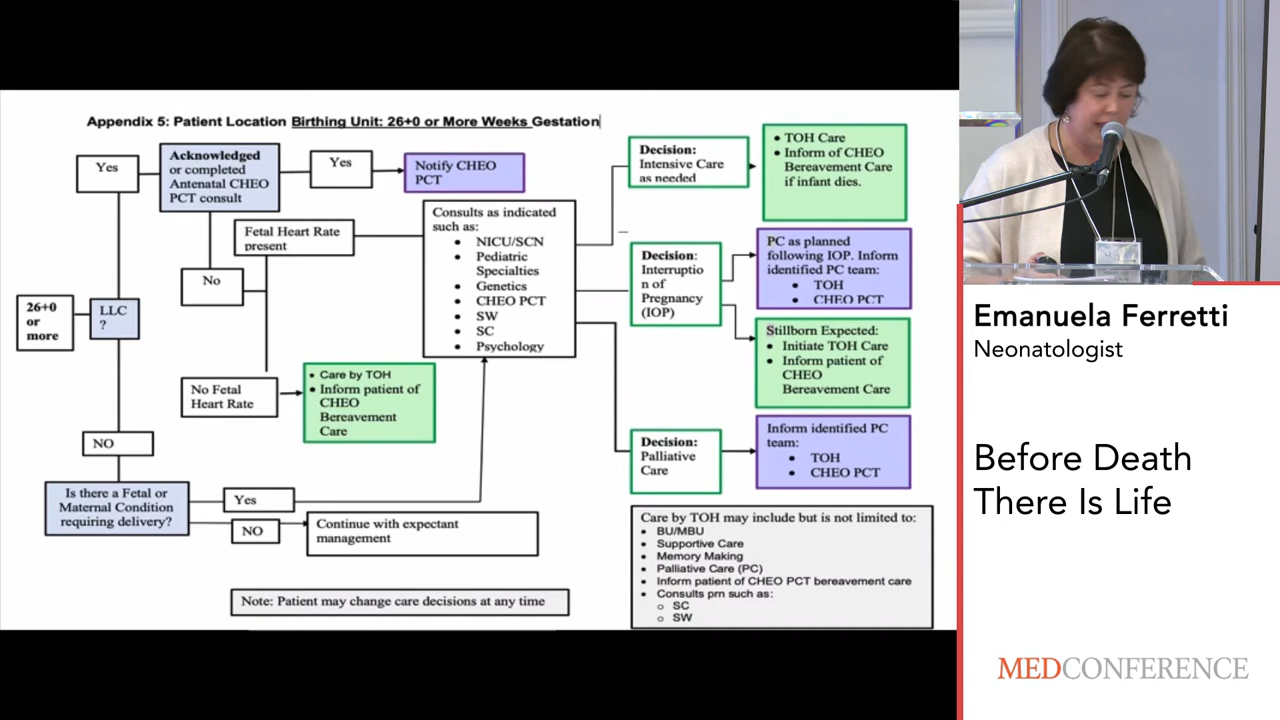 Appendix 5: Patient Location Birthing Unit: 26+0 or More Weeks Gestation
Yes
Acknowledged
or completed
Antenatal CHEO
PCT consult
Yes
Notify CHEO
PCT
Fetal Heart Rate
present
No
26+0
or
more
LLC
?
No Fetal
Heart Rate
• Care by TOH
• Inform patient of
CHEO
Bereavement
Care
NO
Is there a Fetal or
Maternal Condition
requiring delivery?
Yes
NO
Continue with expectant
management
Consults as indicated
such as:
• NICU/SCN
• Pediatric
Specialties
• Genetics
• CHEO PCT
• SW
• SC
• Psychology
Decision:
Intensive Care
as needed
• TOH Care
• Inform of CHEO
Bereavement Care
if infant dies.
Decision:
Interruptio
n of
Pregnancy
(IOP)
PC as planned
following IOP. Inform
identified PC team:
• TOH
• CHEO PCT
Stillborn Expected:
• Initiate TOH Care
• Inform patient of
CHEO
Bereavement Care
Decision:
Palliative
Care
Inform identified PC
team:
• TOH
• CHEO PCT
Care by TOH may include but is not limited to:
• BU/MBU
• Supportive Care
• Memory Making
• Palliative Care (PC)
• Inform patient of CHEO PCT bereavement care
• Consults prn such as:
o SC
o SW
Note: Patient may change care decisions at any time
Emanuela Ferretti
Neonatologist
Before Death
There Is Life
MEDCONFERENCE